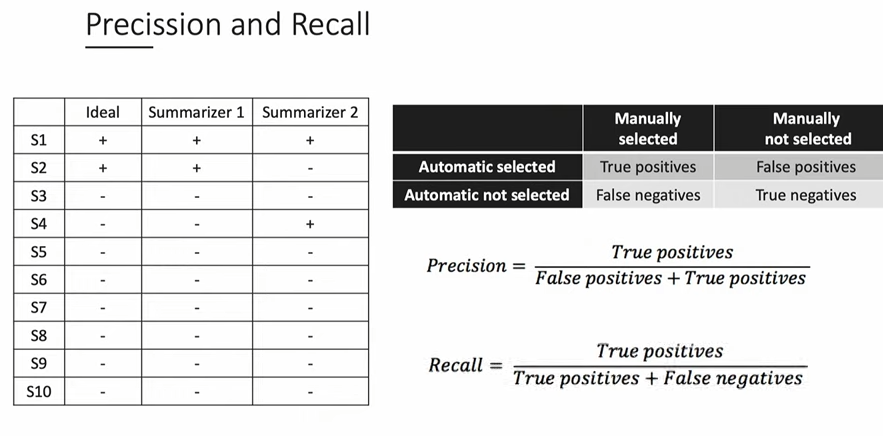 Precission and Recall
Ideal Summarizer 1 Summarizer 2
S1 + + +
S2 + + -
S3 - - -
S4 - - +
S5 - - -
S6 - - -
S7 - - -
S8 - - -
S9 - - -
S10 - - -
Manually selected Manually not selected
Automatic selected True positives False positives
Automatic not selected False negatives True negatives
Precision = True positives / False positives + True positives
Recall = True positives / True positives + False negatives